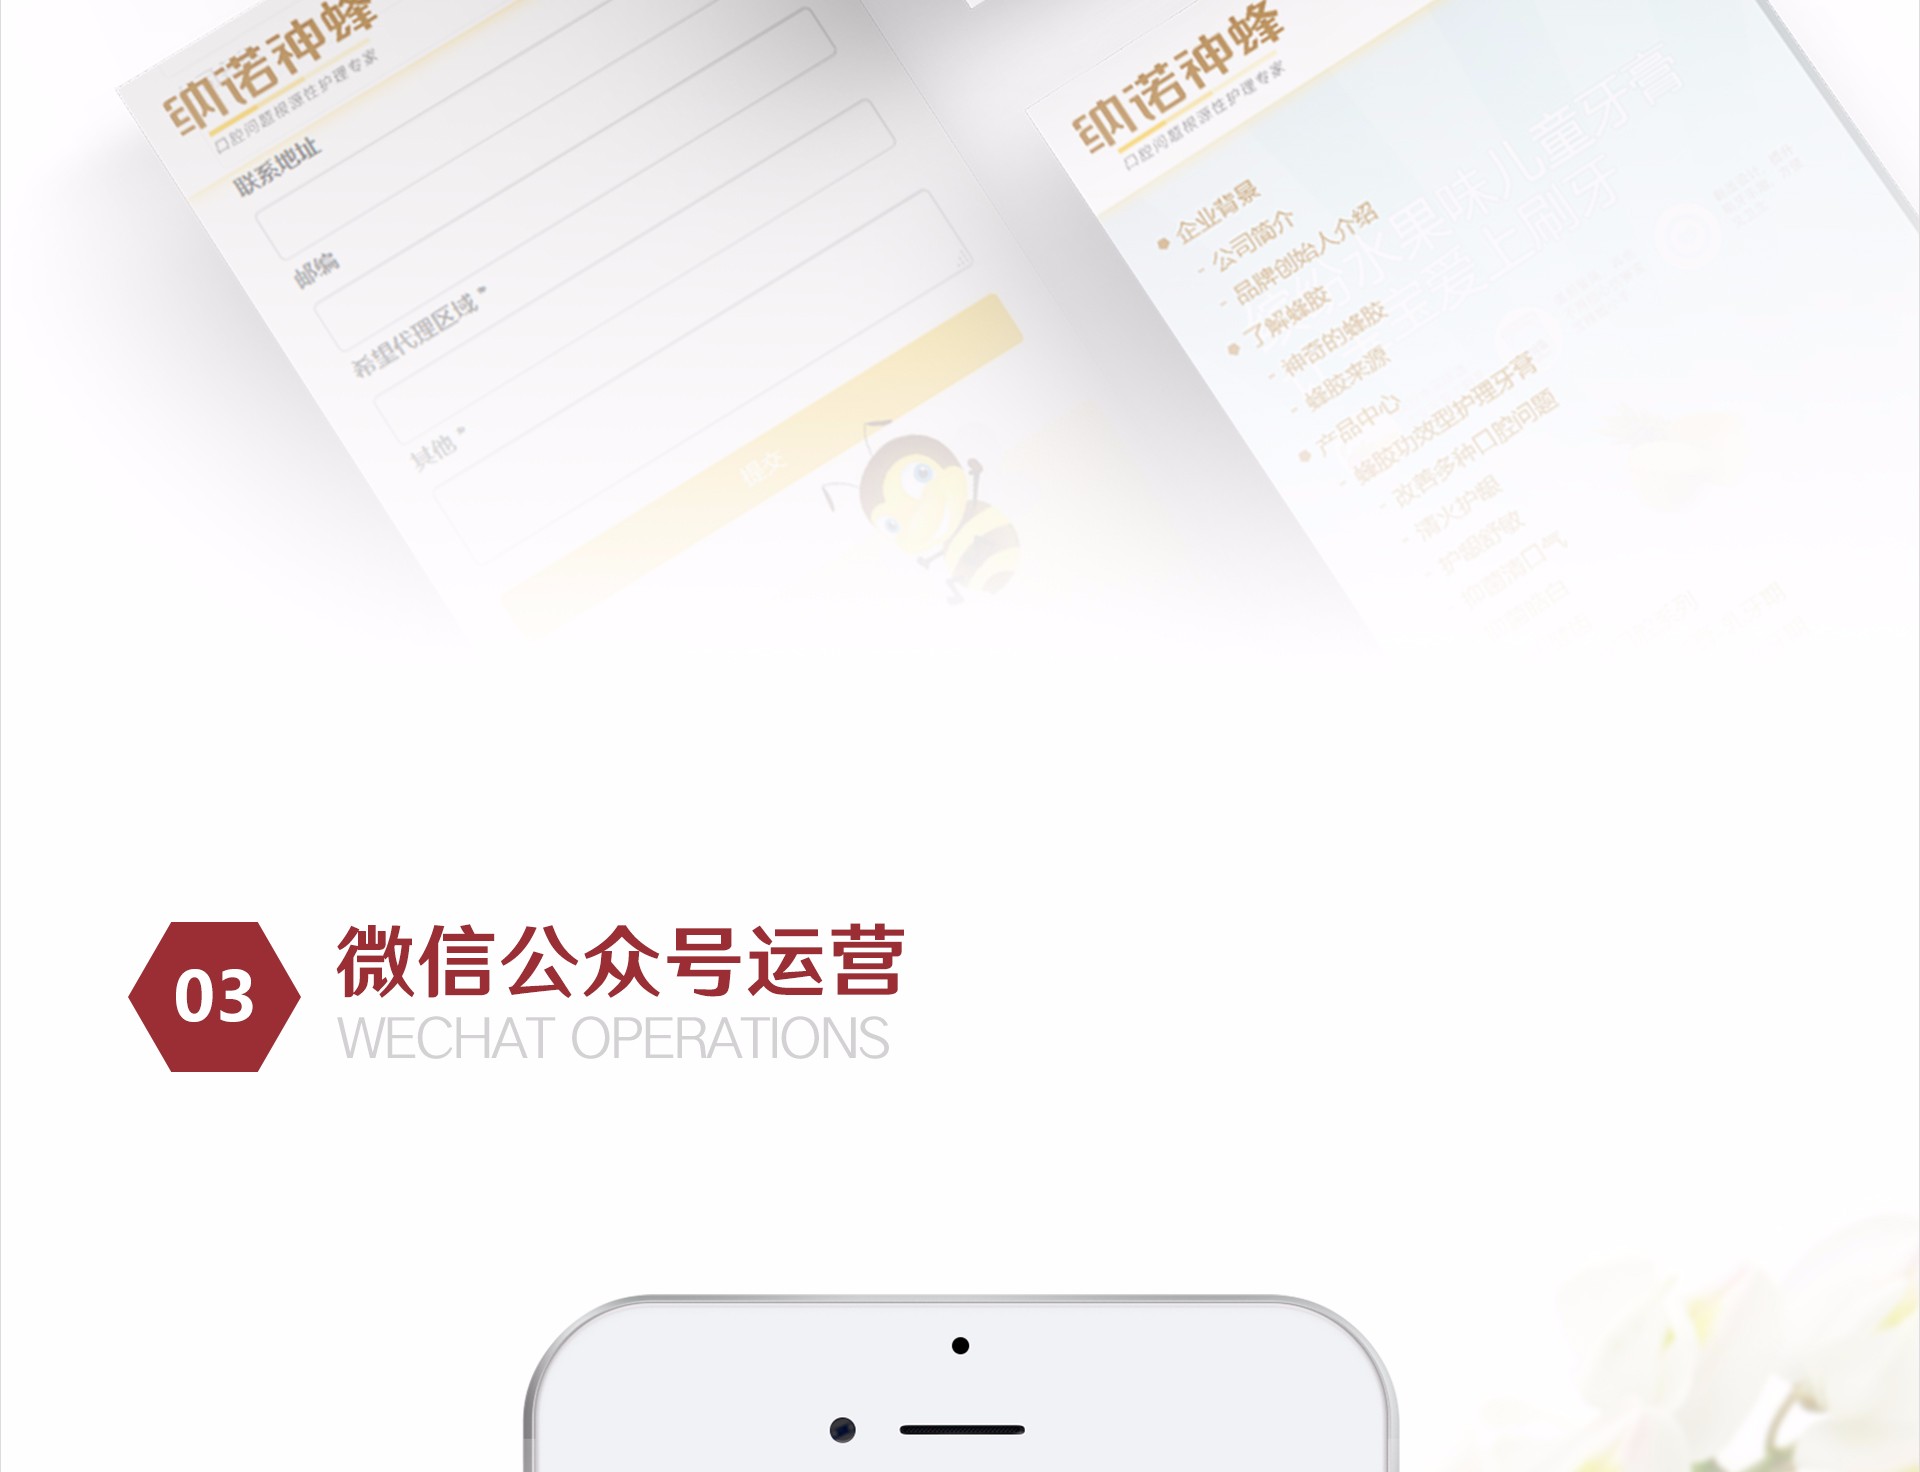 纳诺神蜂
口腔问题根源性护理专家
联系地址
邮编
希望代理区域 *
其他 *
提交
纳诺神蜂
口腔问题根源性护理专家
缤纷水果味儿童牙膏
爱上刷牙
企业背景
- 公司简介
- 品牌创始人介绍
了解蜂胶
- 神奇的蜂胶
- 蜂胶来源
产品中心
- 蜂胶功效型护理牙膏
- 改善多种口腔问题
- 清火护龈
- 护龈舒敏
03
微信公众号运营
WECHAT OPERATIONS